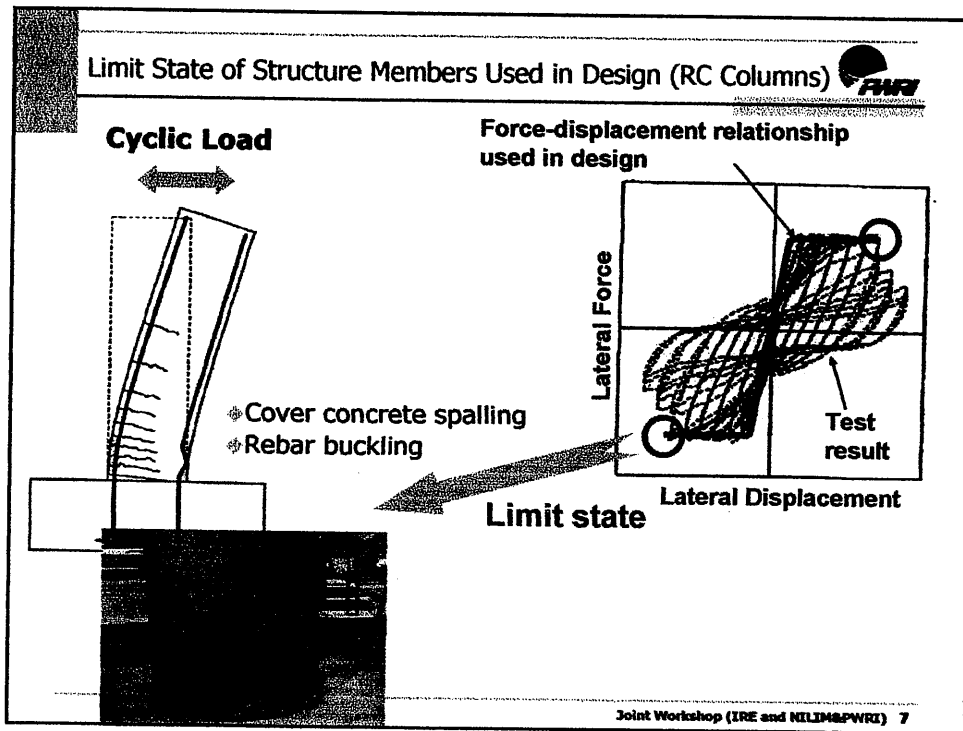 Limit State of Structure Members Used in Design (RC Columns)
PWRI
Cyclic Load
Force-displacement relationship
used in design
Lateral Force
Cover concrete spalling
Rebar buckling
Test
result
Lateral Displacement
Limit state
Joint Workshop (IRE and NILIM&PWRI) 7